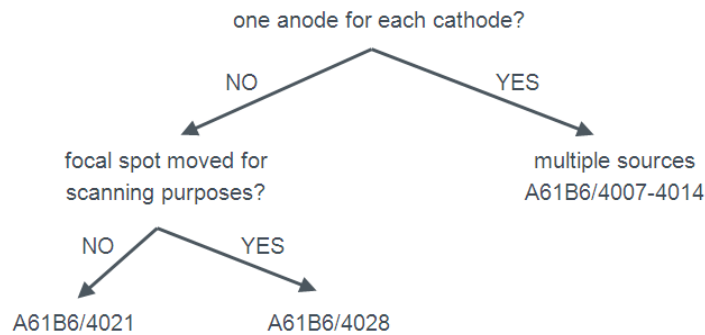 one anode for each cathode?
NO
YES
focal spot moved for
scanning purposes?
multiple sources
A61B6/4007-4014
NO
YES
A61B6/4021
A61B6/4028